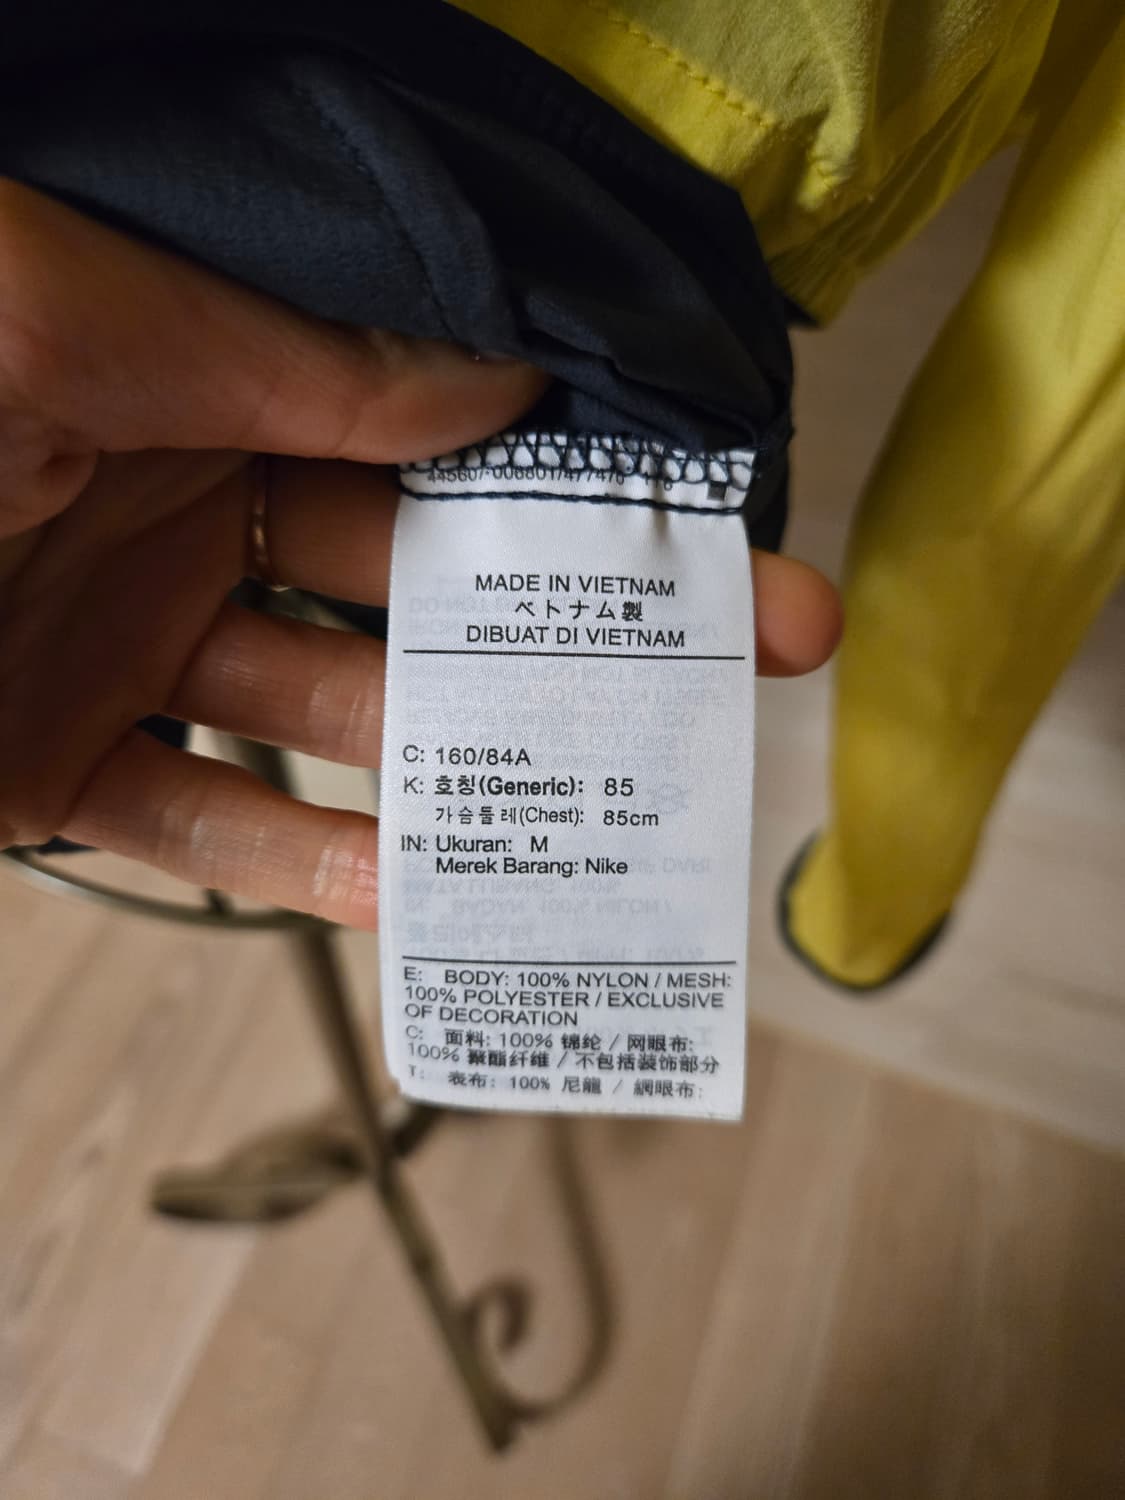 MADE IN VIETNAM
ベトナム製
DIBUAT DI VIETNAM
C: 160/84A
K: 호칭(Generic): 85
가슴둘레(Chest): 85cm
IN: Ukuran: M
Merek Barang: Nike
E: BODY: 100% NYLON / MESH:
100% POLYESTER / EXCLUSIVE
OF DECORATION
C: 面料: 100% 锦纶 / 网眼布:
100% 聚酯纤维 / 不包括装饰部分
T: 表布: 100% 尼龍 / 網眼布: